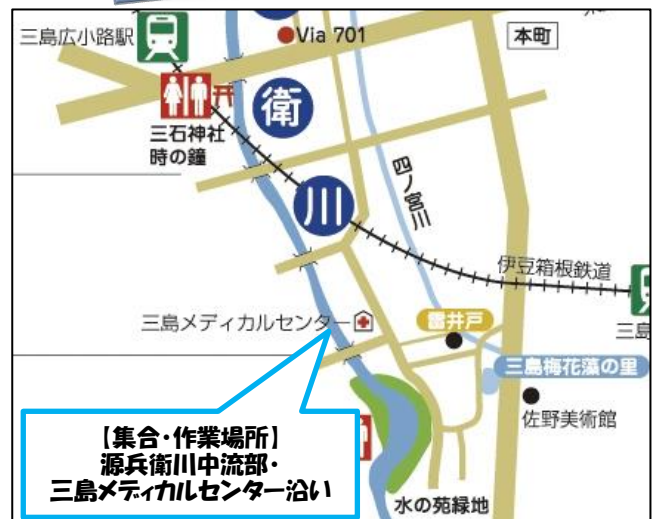 三島広小路駅
Via 701
本町
衛
三石神社
時の鐘
四ノ宮川
川
伊豆箱根鉄道
三島メディカルセンター
雷井戸
三島梅花藻の里
佐野美術館
【集合・作業場所】
源兵衛川中流部・
三島メディカルセンター沿い
水の苑緑地